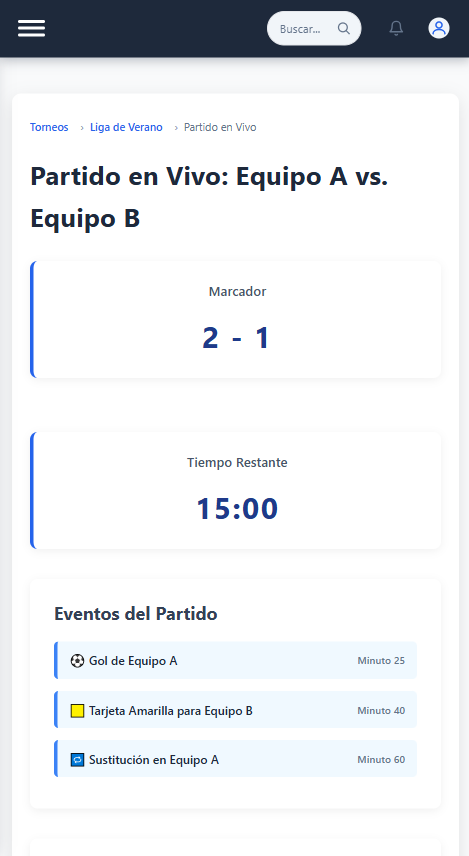 Buscar...
Torneos › Liga de Verano › Partido en Vivo
Partido en Vivo: Equipo A vs.
Equipo B
Marcador
2 - 1
Tiempo Restante
15:00
Eventos del Partido
⚽ Gol de Equipo A Minuto 25
🟨 Tarjeta Amarilla para Equipo B Minuto 40
🔁 Sustitución en Equipo A Minuto 60